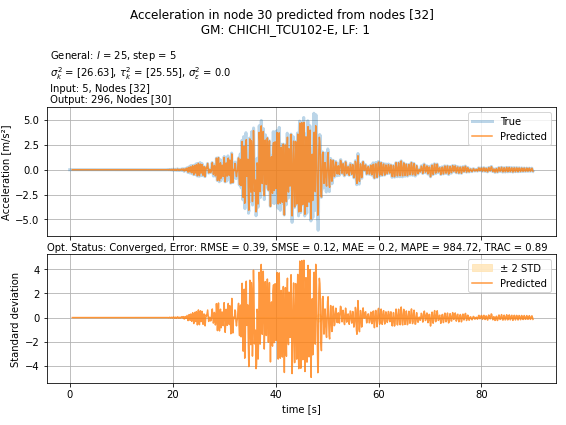 Acceleration in node 30 predicted from nodes [32]
GM: CHICHI_TCU102-E, LF: 1
General: l = 25, step = 5
σ²ₖ = [26.63], τ²ₖ = [25.55], σ²ε = 0.0
Input: 5, Nodes [32]
Output: 296, Nodes [30]
Acceleration [m/s²]
5.0
2.5
0.0
−2.5
−5.0
True
Predicted
Opt. Status: Converged, Error: RMSE = 0.39, SMSE = 0.12, MAE = 0.2, MAPE = 984.72, TRAC = 0.89
Standard deviation
4
2
0
−2
−4
± 2 STD
Predicted
0 20 40 60 80
time [s]